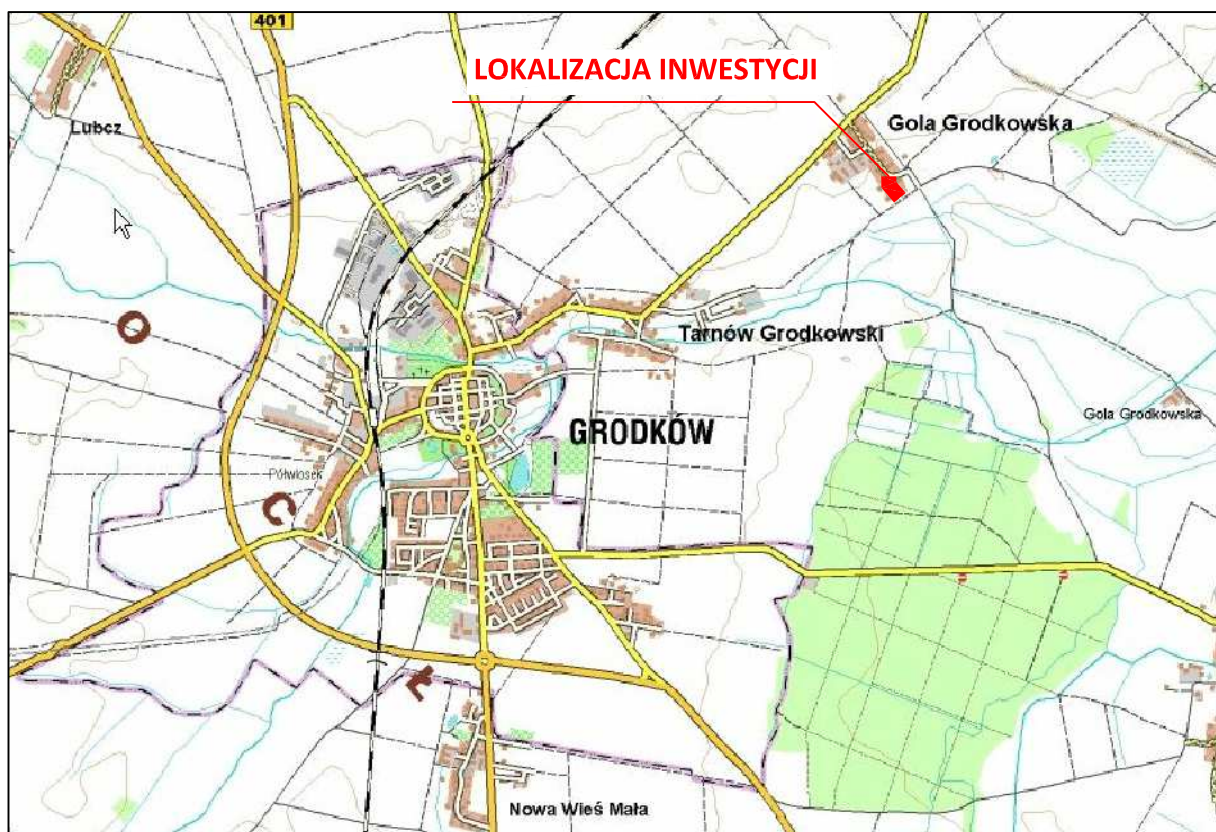 401
LOKALIZACJA INWESTYCJI
Lubcz
Gola Grodkowska
Tarnów Grodkowski
Gola Grodkowska
GRODKÓW
Półwiosek
O
C
Ł
Nowa Wieś Mała